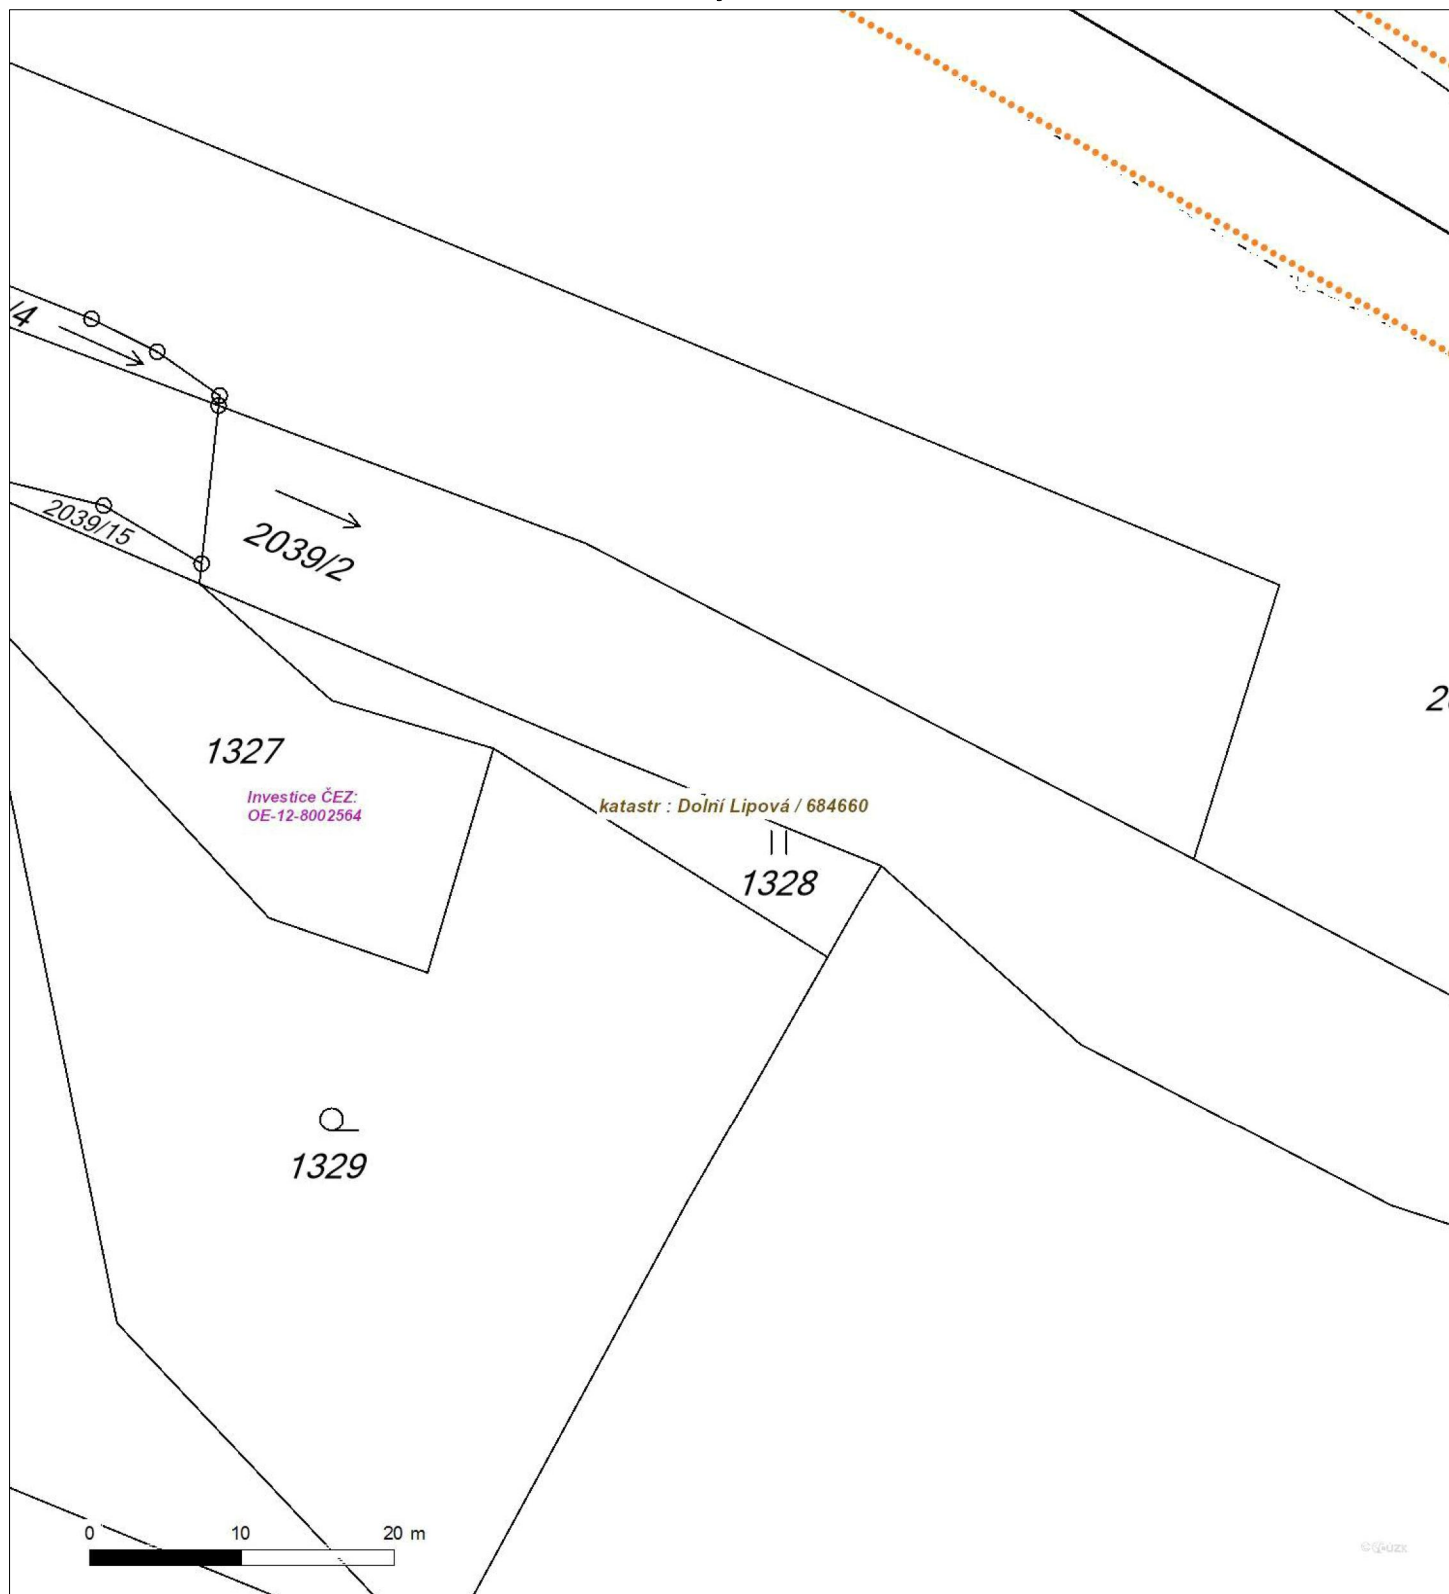 /4
2039/15
2039/2
1327
Investice ČEZ:
OE-12-8002564
katastr : Dolní Lipová / 684660
1328
1329
0 10 20 m